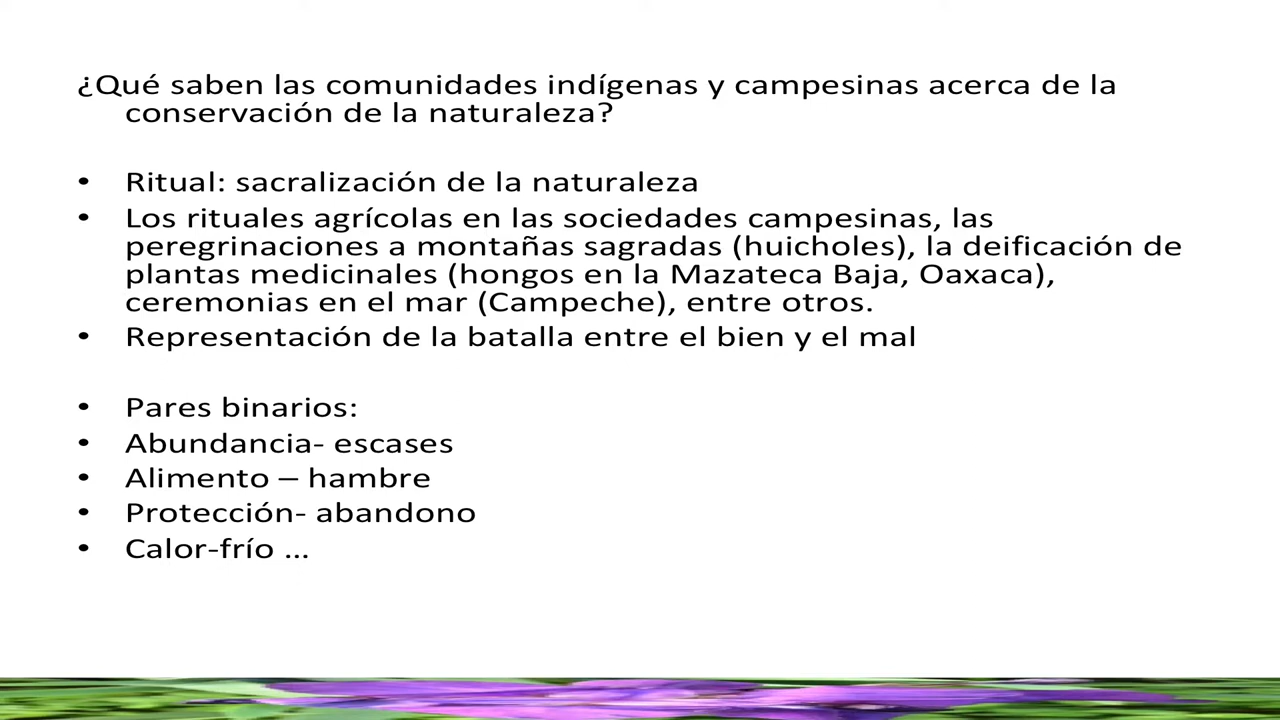 ¿Qué saben las comunidades indígenas y campesinas acerca de la
conservación de la naturaleza?
• Ritual: sacralización de la naturaleza
• Los rituales agrícolas en las sociedades campesinas, las
peregrinaciones a montañas sagradas (huicholes), la deificación de
plantas medicinales (hongos en la Mazateca Baja, Oaxaca),
ceremonias en el mar (Campeche), entre otros.
• Representación de la batalla entre el bien y el mal
• Pares binarios:
• Abundancia- escases
• Alimento – hambre
• Protección- abandono
• Calor-frío ...